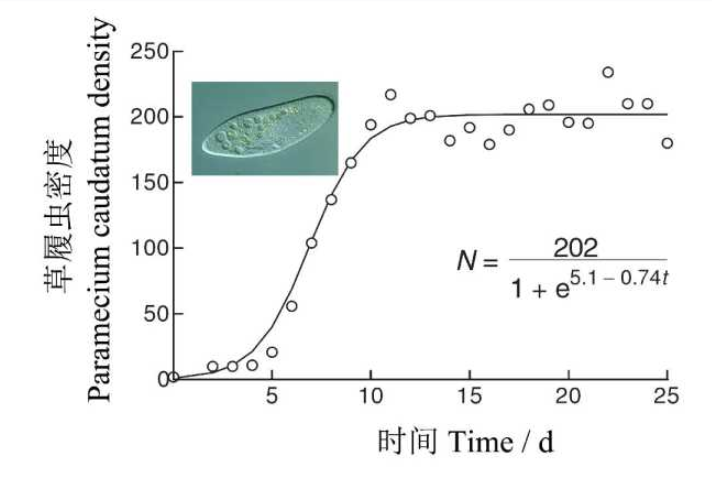 草履虫密度
Paramecium caudatum density
250
200
150
100
50
0
5
10
15
20
25
时间 Time / d
N = 202 / 1 + e^5.1 – 0.74t